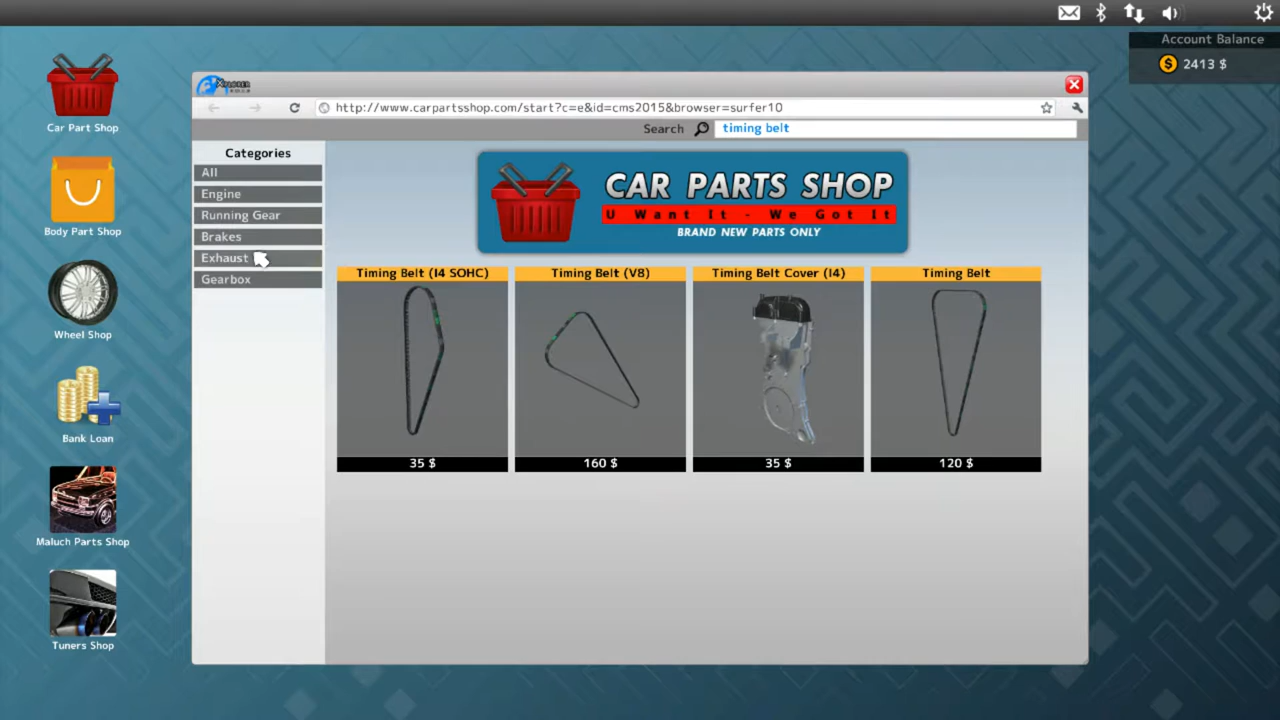 Account Balance
$ 2413 $
Car Part Shop
Body Part Shop
Wheel Shop
Bank Loan
Maluch Parts Shop
Tuners Shop
XPLORER
http://www.carpartsshop.com/start?c=e&id=cms2015&browser=surfer10
Search timing belt
Categories
All
Engine
Running Gear
Brakes
Exhaust
Gearbox
CAR PARTS SHOP
U Want It - We Got It
BRAND NEW PARTS ONLY
Timing Belt (I4 SOHC)
35 $
Timing Belt (V8)
160 $
Timing Belt Cover (I4)
35 $
Timing Belt
120 $